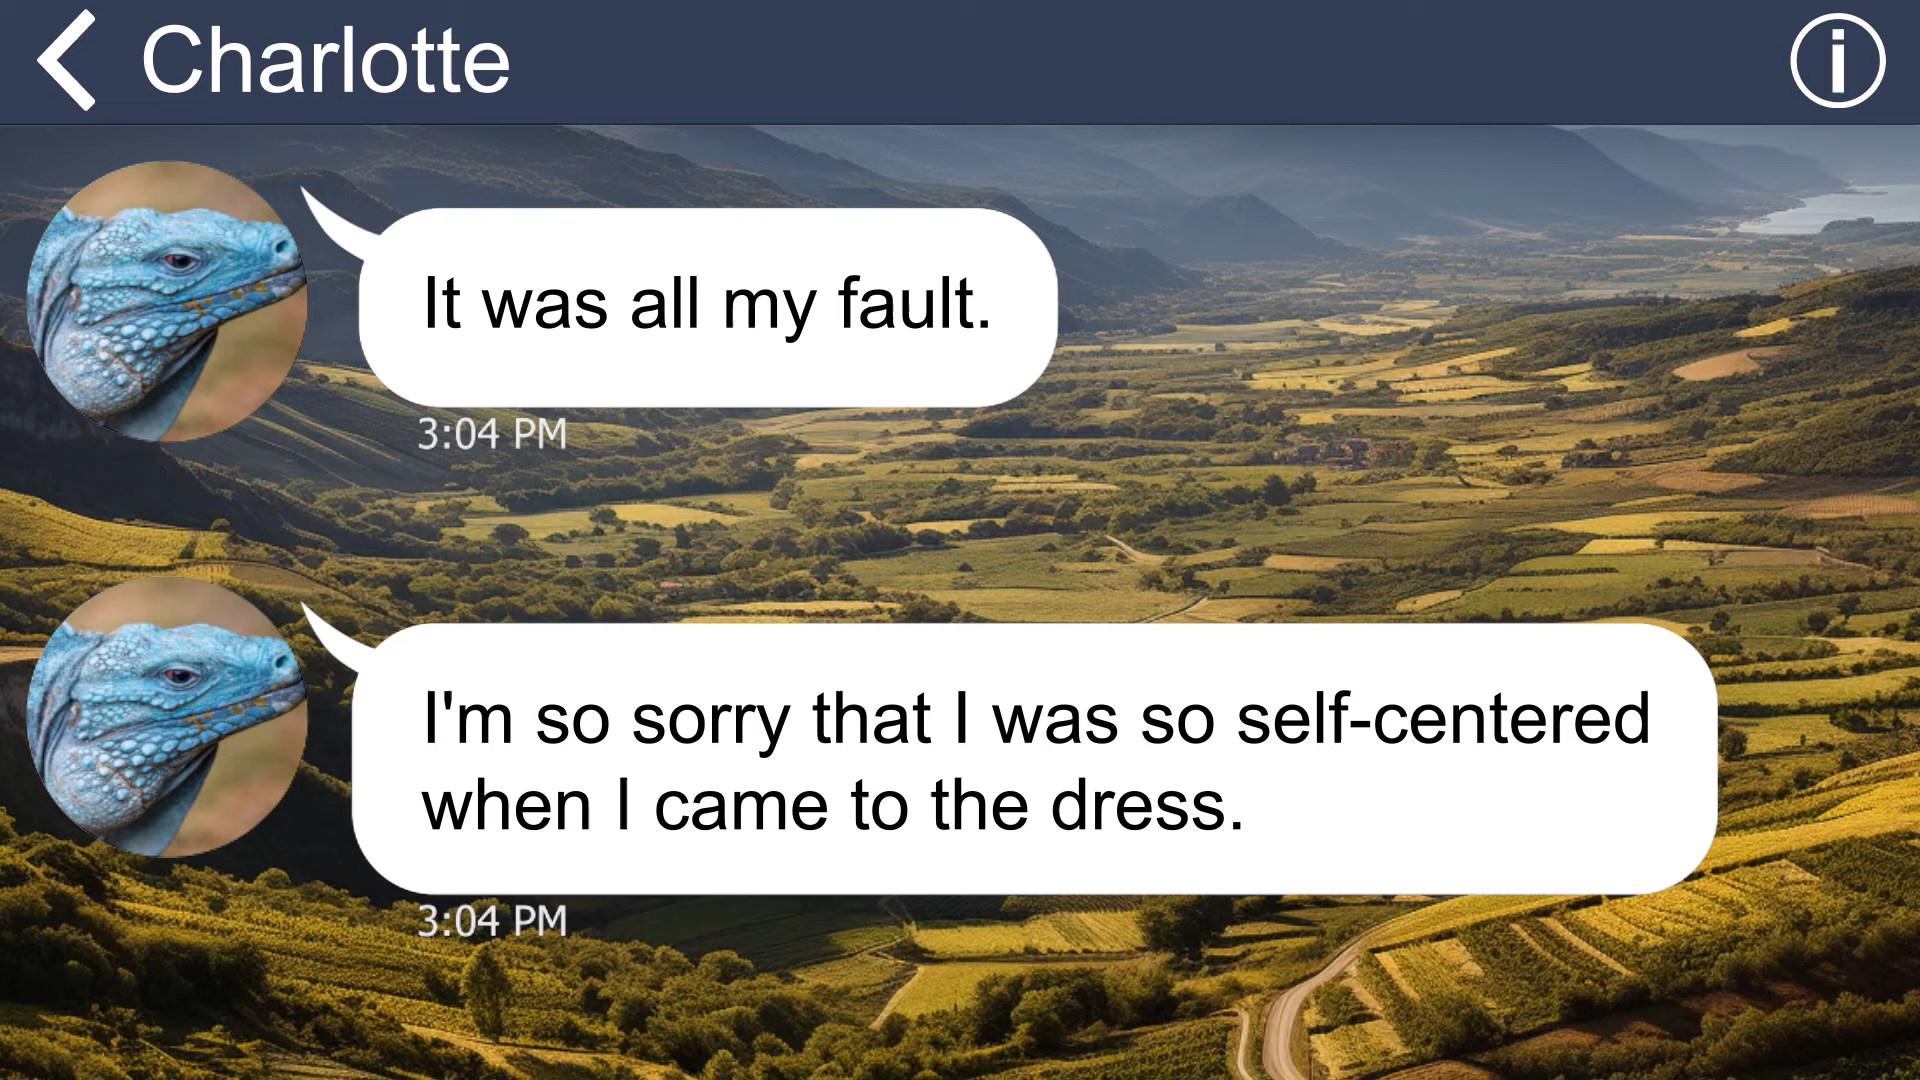 Charlotte
It was all my fault.
3:04 PM
I'm so sorry that I was so self-centered
when I came to the dress.
3:04 PM